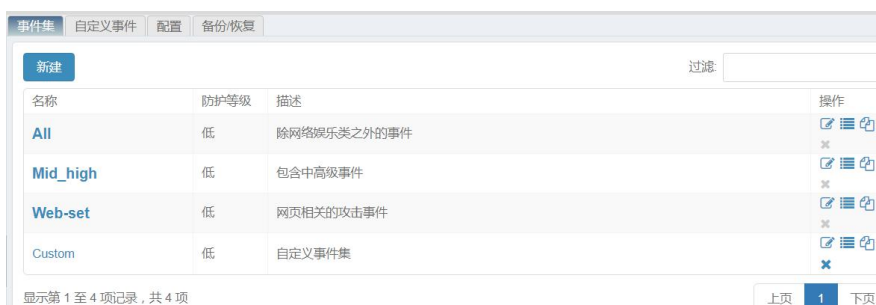 事件集 自定义事件 配置 备份/恢复
新建 过滤:
名称 防护等级 描述 操作
All 低 除网络娱乐类之外的事件
Mid_high 低 包含中高级事件
Web-set 低 网页相关的攻击事件
Custom 低 自定义事件集
显示第 1 至 4 项记录，共 4 项 上页 1 下页